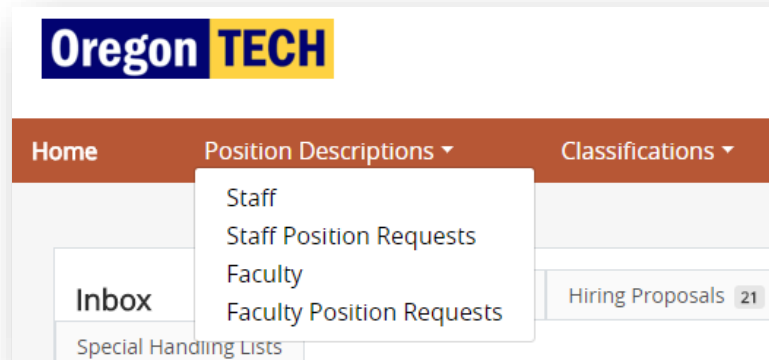 Oregon TECH
Home Position Descriptions Classifications
Staff
Staff Position Requests
Faculty
Faculty Position Requests
Inbox Hiring Proposals 21
Special Handling Lists